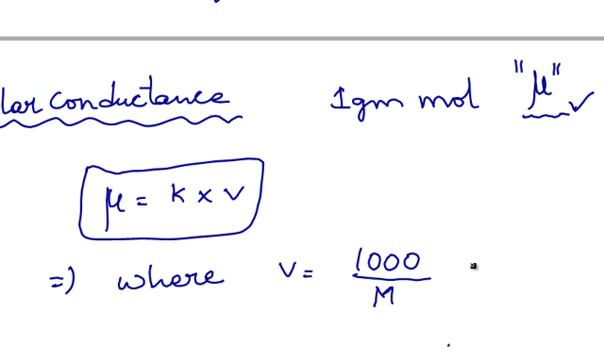 lar conductance 1gm mol "μ"
μ = K × V
=) where V = 1000/M